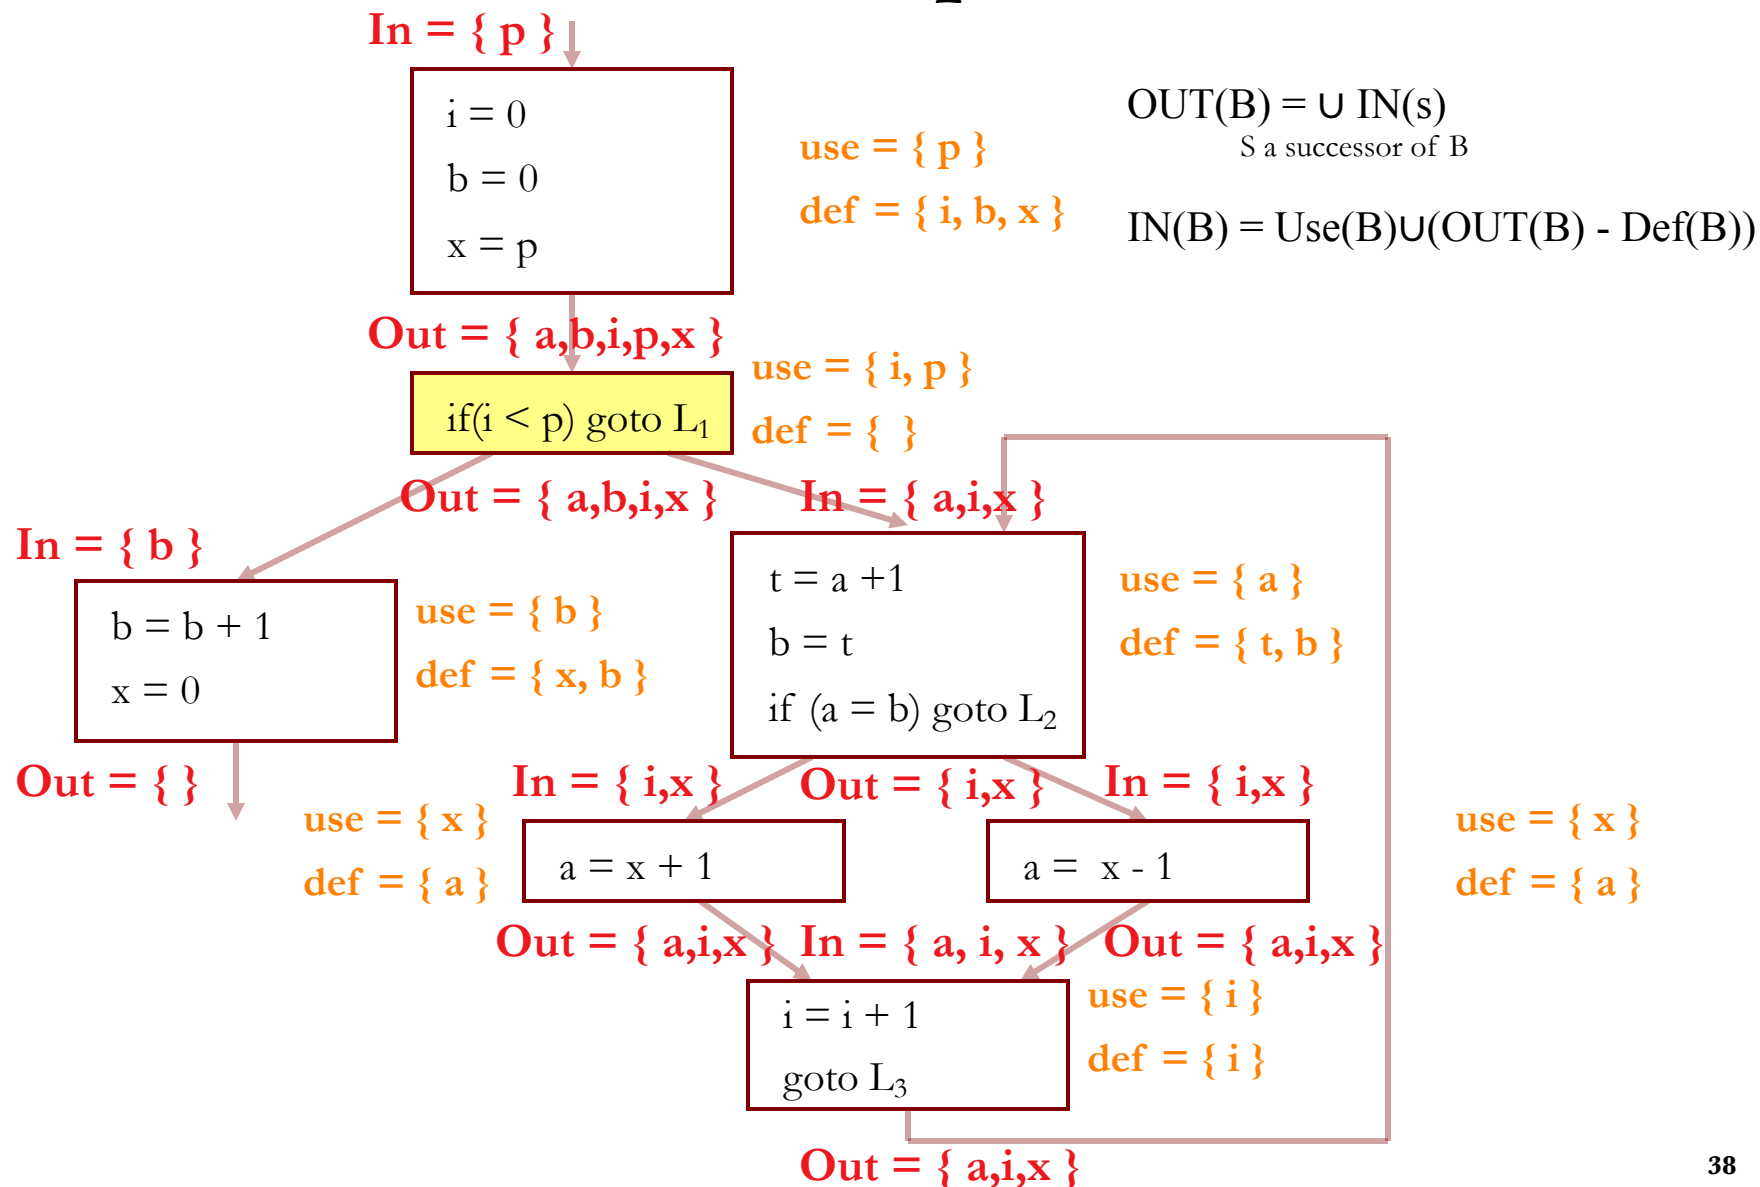 In = { p }
i = 0
b = 0
x = p
use = { p }
def = { i, b, x }
OUT(B) = ∪ IN(s)
S a successor of B
IN(B) = Use(B)∪(OUT(B) - Def(B))
Out = { a,b,i,p,x }
if(i < p) goto L1
use = { i, p }
def = { }
Out = { a,b,i,x }
In = { a,i,x }
In = { b }
b = b + 1
x = 0
use = { b }
def = { x, b }
t = a +1
b = t
if (a = b) goto L2
use = { a }
def = { t, b }
Out = { }
In = { i,x }
Out = { i,x }
In = { i,x }
use = { x }
def = { a }
a = x + 1
a = x - 1
use = { x }
def = { a }
Out = { a,i,x }
In = { a, i, x }
Out = { a,i,x }
i = i + 1
goto L3
use = { i }
def = { i }
Out = { a,i,x }
38